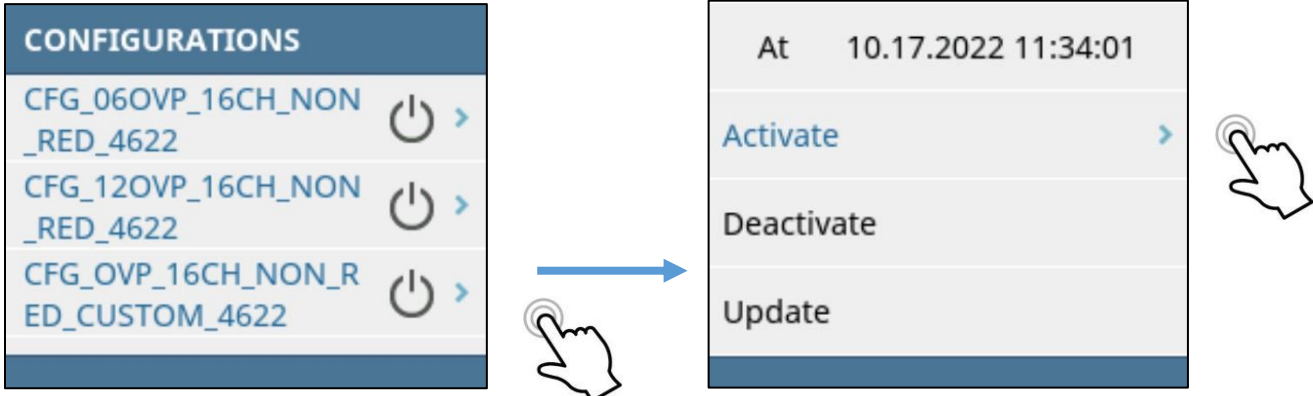 CONFIGURATIONS
CFG_06OVP_16CH_NON
_RED_4622
CFG_12OVP_16CH_NON
_RED_4622
CFG_OVP_16CH_NON_R
ED_CUSTOM_4622
At 10.17.2022 11:34:01
Activate
Deactivate
Update